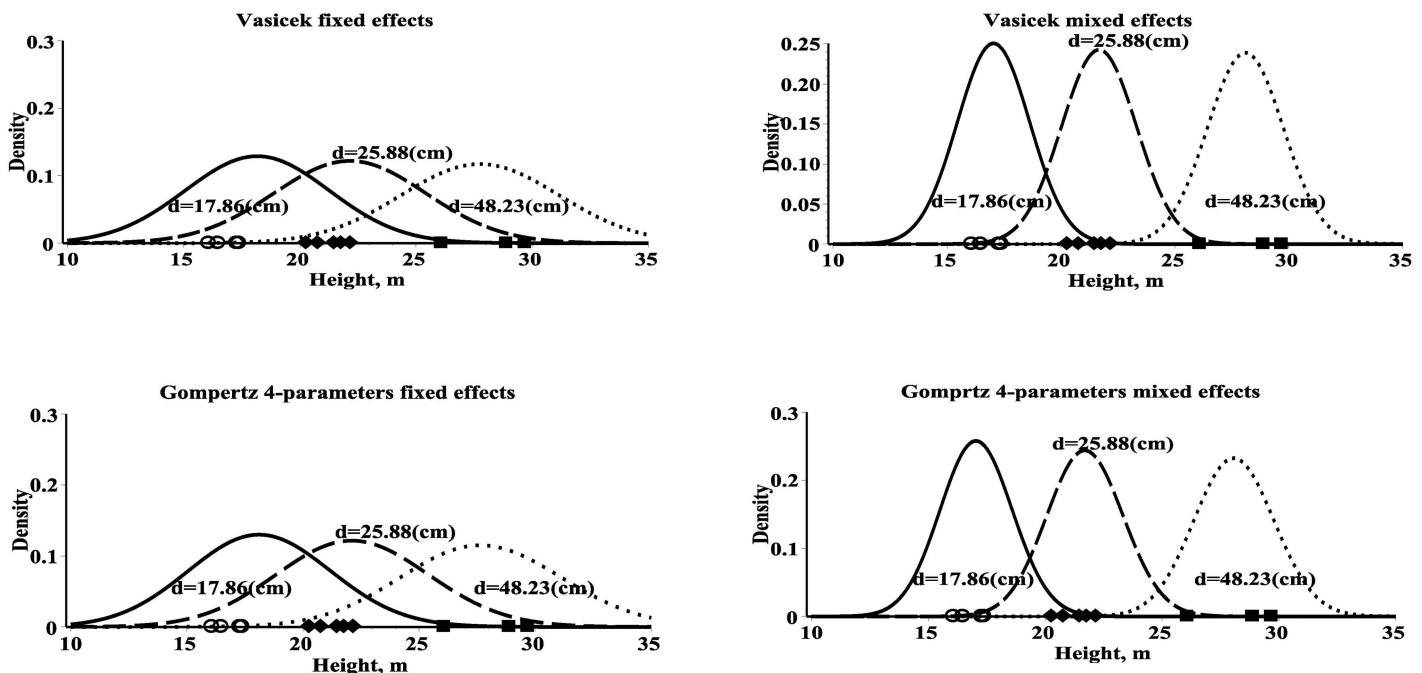 Vasicek fixed effects
0.3
0.2
0.1
0
Density
d=25.88(cm)
d=17.86(cm)
d=48.23(cm)
10
15
20
25
30
35
Height, m
Vasicek mixed effects
0.25
0.20
0.15
0.10
0.05
0
Density
d=25.88(cm)
d=17.86(cm)
d=48.23(cm)
10
15
20
25
30
35
Height, m
Gompertz 4-parameters fixed effects
0.3
0.2
0.1
0
Density
d=25.88(cm)
d=17.86(cm)
d=48.23(cm)
10
15
20
25
30
35
Height, m
Gomprtz 4-parameters mixed effects
0.3
0.2
0.1
0
Density
d=25.88(cm)
d=17.86(cm)
d=48.23(cm)
10
15
20
25
30
35
Height, m